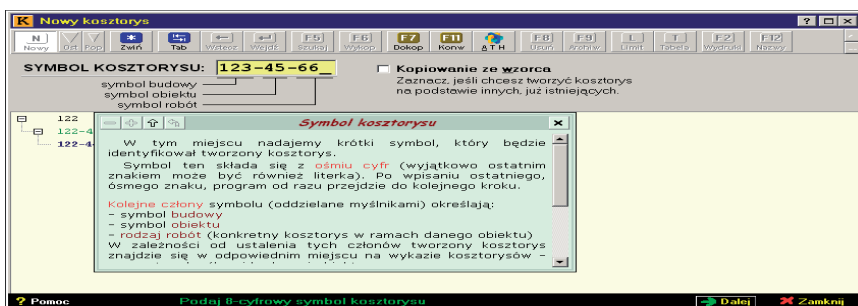 K Nowy kosztorys
N F7 F11 F5 F6 F8 F9 L T F2 F12
Nowy Ost Pop Zwiń Tab Wstecz Wejdź Szukaj Wykop Dokop Konw ATH Usuń Archiw Limit Tabela Wydruki Nazwy
SYMBOL KOSZTORYSU: 123-45-66_
symbol budowy
symbol obiektu
symbol robót
Kopiowanie ze wzorca
Zaznacz, jeśli chcesz tworzyć kosztorys
na podstawie innych, już istniejących.
122
122-4
122-4
Symbol kosztorysu
W tym miejscu nadajemy krótki symbol, który będzie
identyfikował tworzony kosztorys.
Symbol ten składa się z ośmiu cyfr (wyjątkowo ostatnim
znakiem może być również literka). Po wpisaniu ostatniego,
ósmego znaku, program od razu przejdzie do kolejnego kroku.
Kolejne człony symbolu (oddzielane myślnikami) określają:
- symbol budowy
- symbol obiektu
- rodzaj robót (konkretny kosztorys w ramach danego obiektu)
W zależności od ustalenia tych członów tworzony kosztorys
znajdzie się w odpowiednim miejscu na wykazie kosztorysów -
? Pomoc Podaj 8-cyfrowy symbol kosztorysu Dalej Zamknij